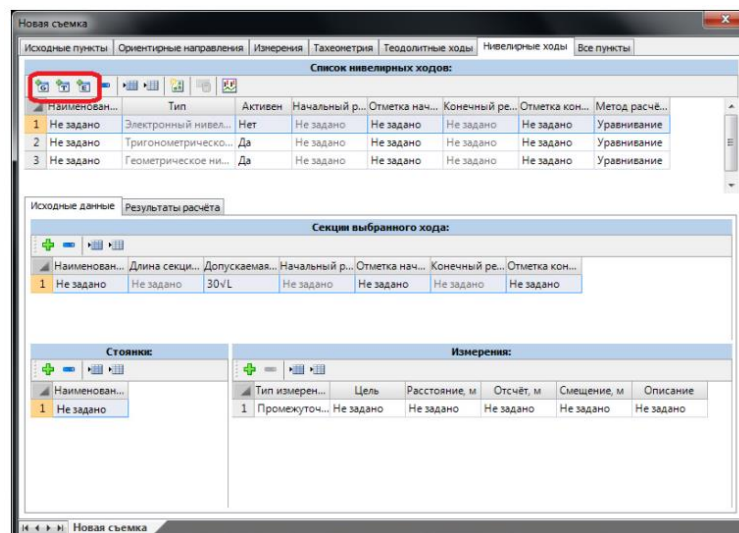 Новая съемка
Исходные пункты Ориентирные направления Измерения Тахеометрия Теодолитные ходы Нивелирные ходы Все пункты
Список нивелирных ходов:
Наименован... Тип Активен Начальный р... Отметка нач... Конечный ре... Отметка кон... Метод расчё...
1 Не задано Электронный нивел... Нет Не задано Не задано Не задано Не задано Уравнивание
2 Не задано Тригонометрическо... Да Не задано Не задано Не задано Не задано Уравнивание
3 Не задано Геометрическое ни... Да Не задано Не задано Не задано Не задано Уравнивание
Исходные данные Результаты расчёта
Секции выбранного хода:
Наименован... Длина секци... Допускаемая... Начальный р... Отметка нач... Конечный ре... Отметка кон...
1 Не задано Не задано 30√L Не задано Не задано Не задано Не задано
Стоянки:
Наименован...
1 Не задано
Измерения:
Тип измерен... Цель Расстояние, м Отсчёт, м Смещение, м Описание
1 Промежуточ... Не задано Не задано Не задано Не задано Не задано
Новая съемка